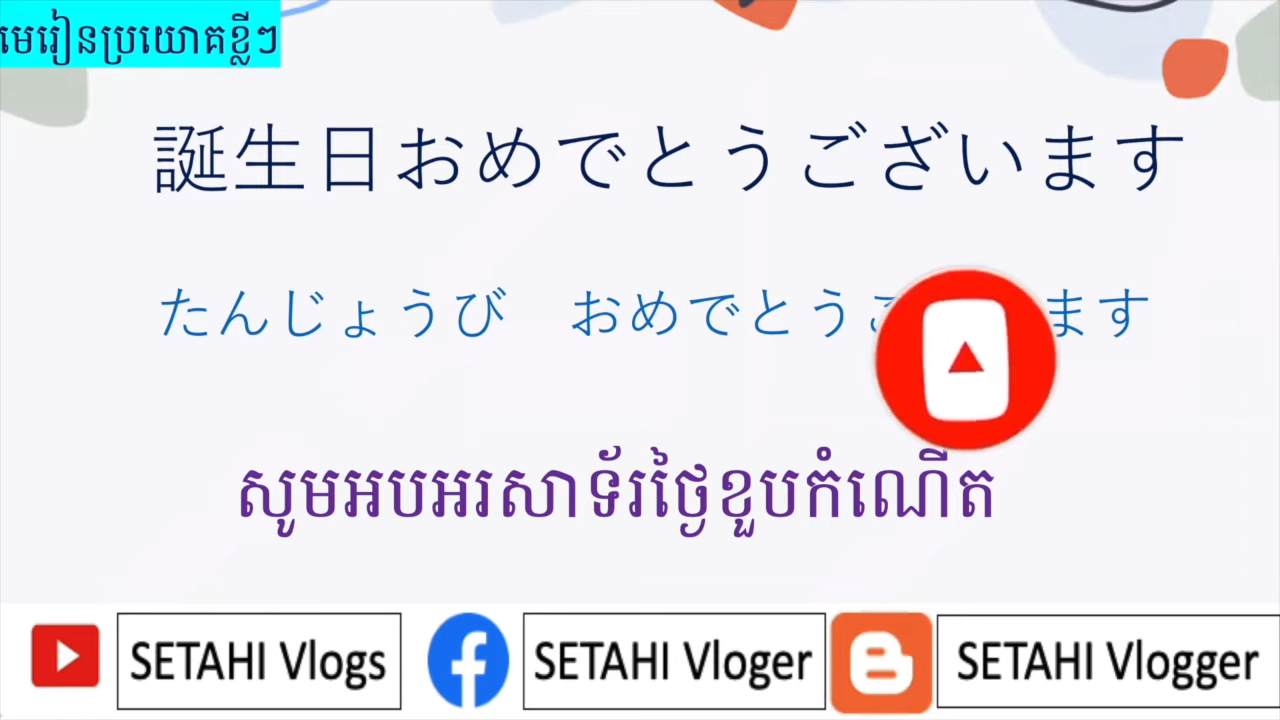 មេរៀនប្រយោគខ្លីៗ
誕生日おめでとうございます
たんじょうび　おめでとう ます
សូមអបអរសាទ័រថ្ងៃខួបកំណើត
SETAHI Vlogs SETAHI Vloger SETAHI Vlogger